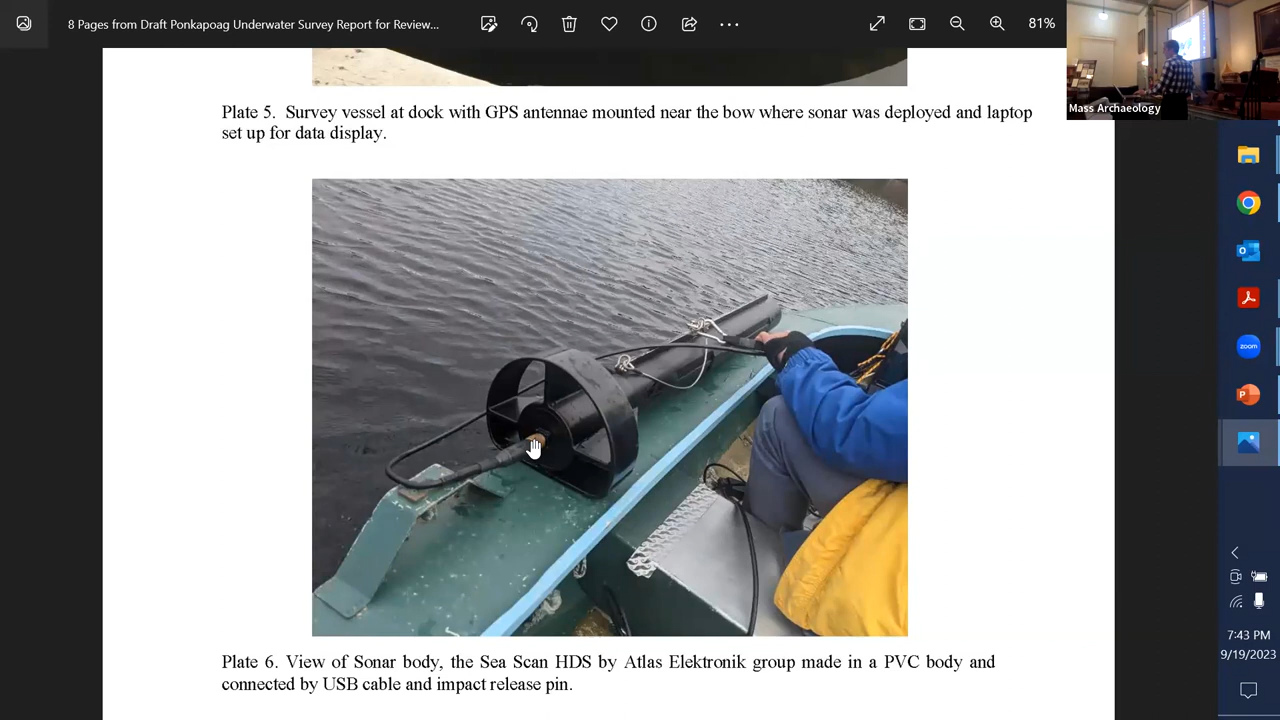 8 Pages from Draft Ponkapoag Underwater Survey Report for Review...
81%
Mass Archaeology
Plate 5. Survey vessel at dock with GPS antennae mounted near the bow where sonar was deployed and laptop
set up for data display.
zoom
Plate 6. View of Sonar body, the Sea Scan HDS by Atlas Elektronik group made in a PVC body and
connected by USB cable and impact release pin.
7:43 PM
9/19/2023